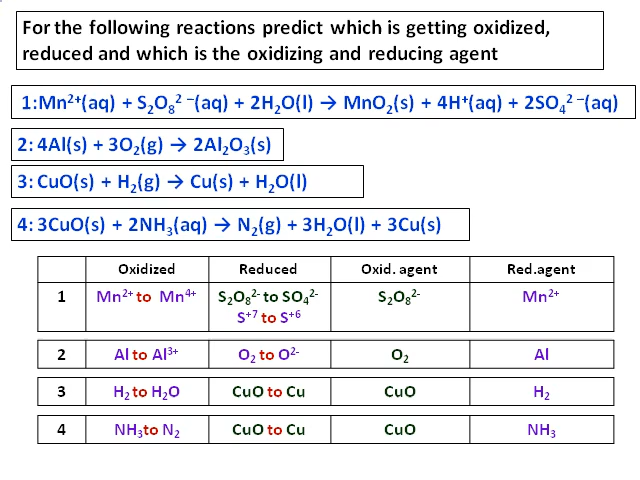 For the following reactions predict which is getting oxidized,
reduced and which is the oxidizing and reducing agent
1:Mn²⁺(aq) + S₂O₈² ⁻(aq) + 2H₂O(l) → MnO₂(s) + 4H⁺(aq) + 2SO₄² ⁻(aq)
2: 4Al(s) + 3O₂(g) → 2Al₂O₃(s)
3: CuO(s) + H₂(g) → Cu(s) + H₂O(l)
4: 3CuO(s) + 2NH₃(aq) → N₂(g) + 3H₂O(l) + 3Cu(s)
Oxidized Reduced Oxid. agent Red.agent
1 Mn²⁺ to Mn⁴⁺ S₂O₈²⁻ to SO₄²⁻ S₂O₈²⁻ Mn²⁺
S⁺⁷ to S⁺⁶
2 Al to Al³⁺ O₂ to O²⁻ O₂ Al
3 H₂ to H₂O CuO to Cu CuO H₂
4 NH₃to N₂ CuO to Cu CuO NH₃